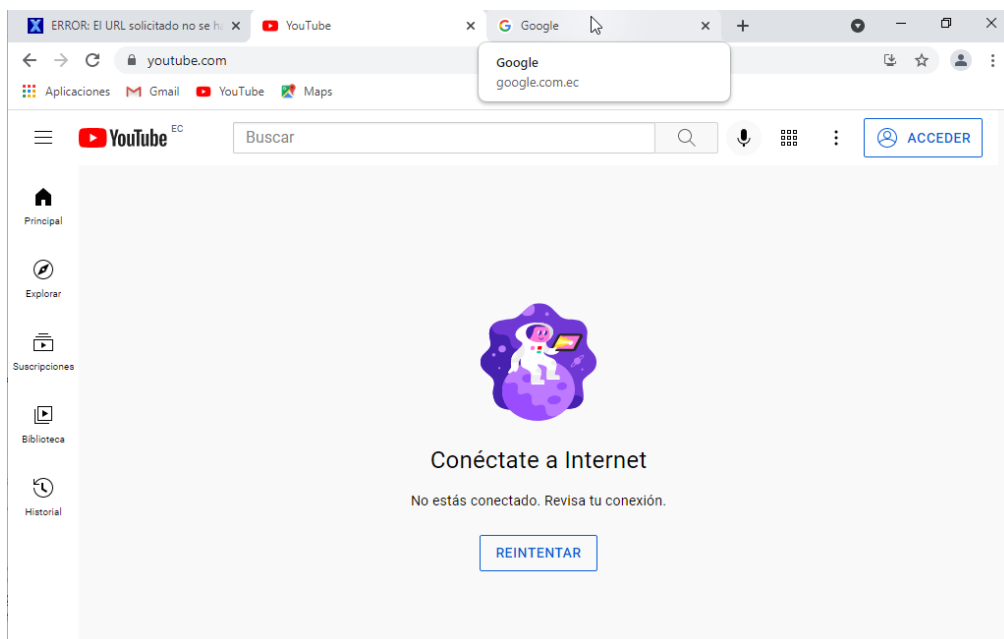 ERROR: El URL solicitado no se h
YouTube
Google
youtube.com
Google
google.com.ec
Aplicaciones
Gmail
YouTube
Maps
YouTube EC
Buscar
ACCEDER
Principal
Explorar
Suscripciones
Biblioteca
Historial
Conéctate a Internet
No estás conectado. Revisa tu conexión.
REINTENTAR